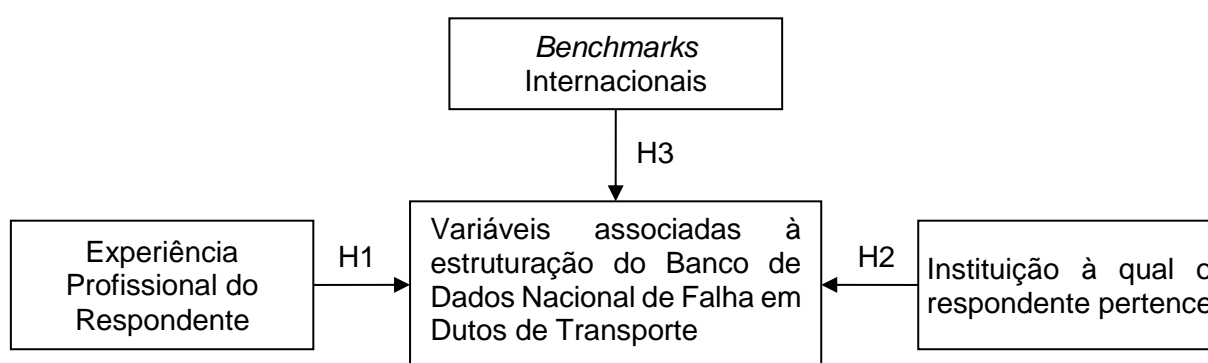 Benchmarks
Internacionais
H3
Experiência
Profissional do
Respondente
H1
Variáveis associadas à
estruturação do Banco de
Dados Nacional de Falha em
Dutos de Transporte
H2
Instituição à qual o
respondente pertence